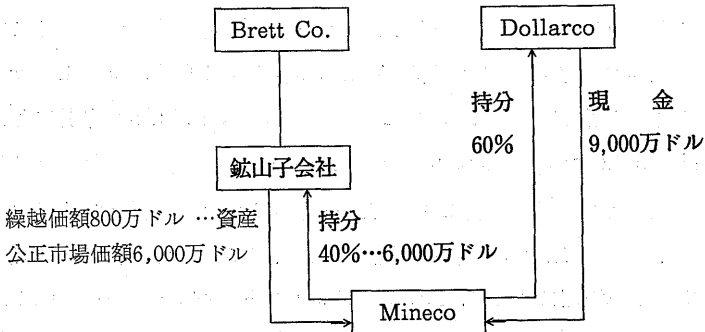 Brett Co.
Dollarco
持分
60%
現 金
9,000万ドル
鉱山子会社
繰越価額800万ドル …資産
公正市場価額6,000万ドル
持分
40%…6,000万ドル
Mineco